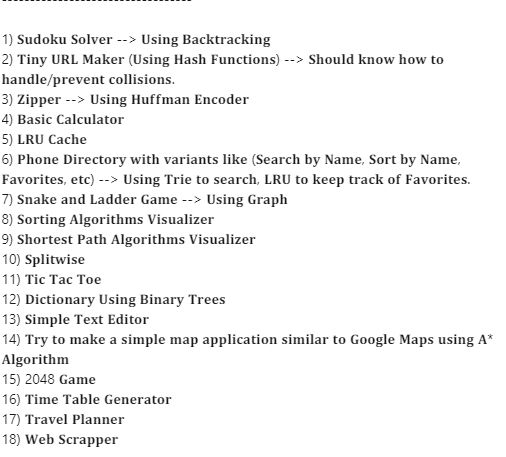 1) Sudoku Solver --> Using Backtracking
2) Tiny URL Maker (Using Hash Functions) --> Should know how to
handle/prevent collisions.
3) Zipper --> Using Huffman Encoder
4) Basic Calculator
5) LRU Cache
6) Phone Directory with variants like (Search by Name, Sort by Name,
Favorites, etc) --> Using Trie to search, LRU to keep track of Favorites.
7) Snake and Ladder Game --> Using Graph
8) Sorting Algorithms Visualizer
9) Shortest Path Algorithms Visualizer
10) Splitwise
11) Tic Tac Toe
12) Dictionary Using Binary Trees
13) Simple Text Editor
14) Try to make a simple map application similar to Google Maps using A*
Algorithm
15) 2048 Game
16) Time Table Generator
17) Travel Planner
18) Web Scrapper